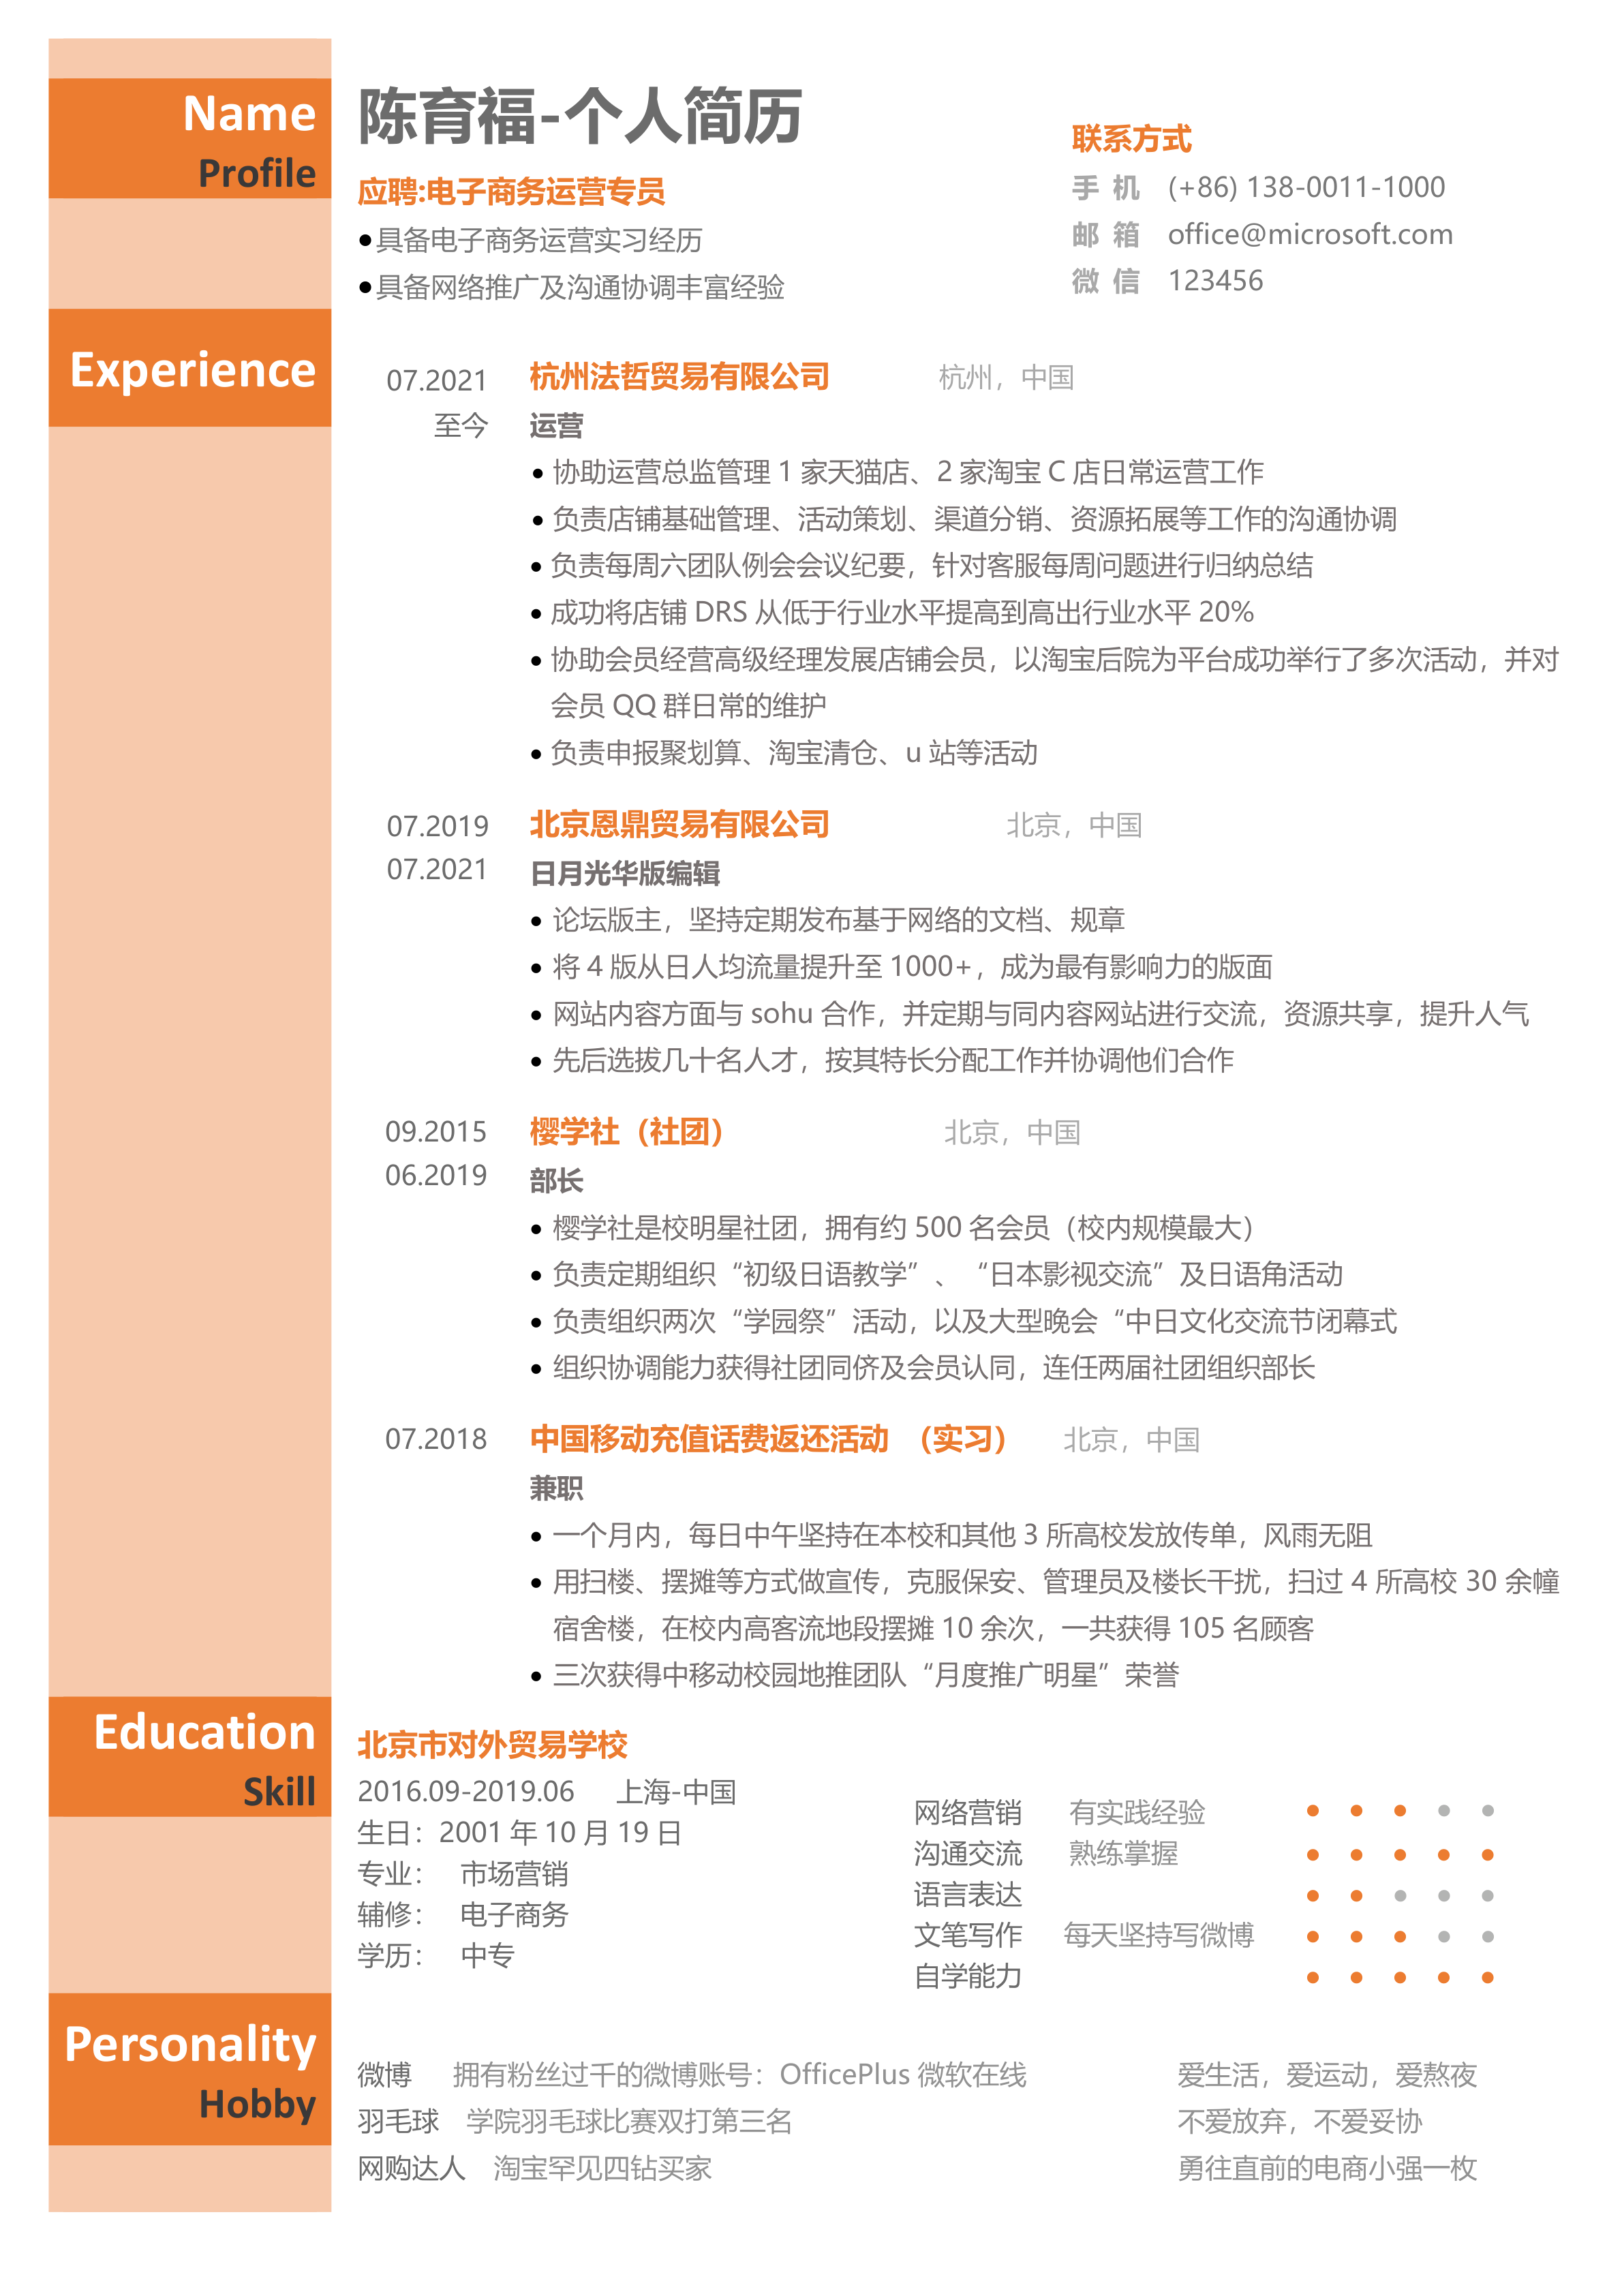 Name
Profile
陈育福-个人简历
应聘:电子商务运营专员
●具备电子商务运营实习经历
●具备网络推广及沟通协调丰富经验
联系方式
手 机 (+86) 138-0011-1000
邮 箱 office@microsoft.com
微 信 123456
Experience
07.2021 杭州法哲贸易有限公司 杭州，中国
至今 运营
● 协助运营总监管理 1 家天猫店、2 家淘宝 C 店日常运营工作
● 负责店铺基础管理、活动策划、渠道分销、资源拓展等工作的沟通协调
● 负责每周六团队例会会议纪要，针对客服每周问题进行归纳总结
● 成功将店铺 DRS 从低于行业水平提高到高出行业水平 20%
● 协助会员经营高级经理发展店铺会员，以淘宝后院为平台成功举行了多次活动，并对
会员 QQ 群日常的维护
● 负责申报聚划算、淘宝清仓、u 站等活动
07.2019 北京恩鼎贸易有限公司 北京，中国
07.2021 日月光华版编辑
● 论坛版主，坚持定期发布基于网络的文档、规章
● 将 4 版从日人均流量提升至 1000+，成为最有影响力的版面
● 网站内容方面与 sohu 合作，并定期与同内容网站进行交流，资源共享，提升人气
● 先后选拔几十名人才，按其特长分配工作并协调他们合作
09.2015 樱学社（社团） 北京，中国
06.2019 部长
● 樱学社是校明星社团，拥有约 500 名会员（校内规模最大）
● 负责定期组织“初级日语教学”、“日本影视交流”及日语角活动
● 负责组织两次“学园祭”活动，以及大型晚会“中日文化交流节闭幕式
● 组织协调能力获得社团同侪及会员认同，连任两届社团组织部长
07.2018 中国移动充值话费返还活动 （实习） 北京，中国
兼职
● 一个月内，每日中午坚持在本校和其他 3 所高校发放传单，风雨无阻
● 用扫楼、摆摊等方式做宣传，克服保安、管理员及楼长干扰，扫过 4 所高校 30 余幢
宿舍楼，在校内高客流地段摆摊 10 余次，一共获得 105 名顾客
● 三次获得中移动校园地推团队“月度推广明星”荣誉
Education
Skill
北京市对外贸易学校
2016.09-2019.06 上海-中国
生日：2001 年 10 月 19 日
专业： 市场营销
辅修： 电子商务
学历： 中专
网络营销 有实践经验
沟通交流 熟练掌握
语言表达
文笔写作 每天坚持写微博
自学能力
Personality
Hobby
微博 拥有粉丝过千的微博账号：OfficePlus 微软在线
羽毛球 学院羽毛球比赛双打第三名
网购达人 淘宝罕见四钻买家
爱生活，爱运动，爱熬夜
不爱放弃，不爱妥协
勇往直前的电商小强一枚